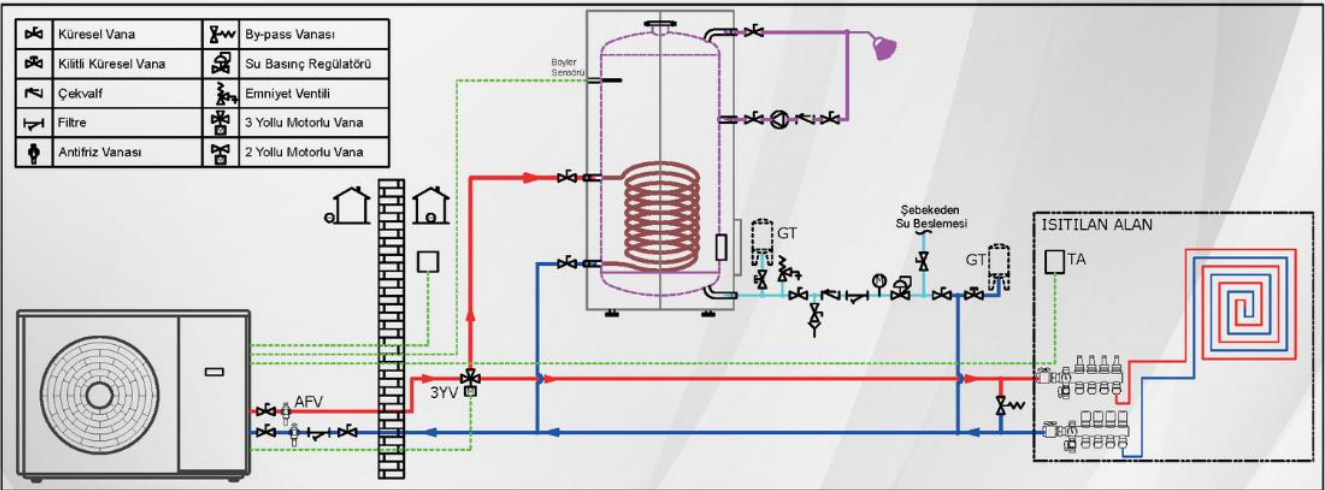 Küresel Vana
By-pass Vanası
Kilitli Küresel Vana
Su Basınç Regülatörü
Çekvalf
Emniyet Ventili
Filtre
3 Yollu Motorlu Vana
Antifriz Vanası
2 Yollu Motorlu Vana
Boyler
Sensörü
Şebekeden
Su Beslemesi
GT
GT
ISITILAN ALAN
TA
3YV
AFV
M